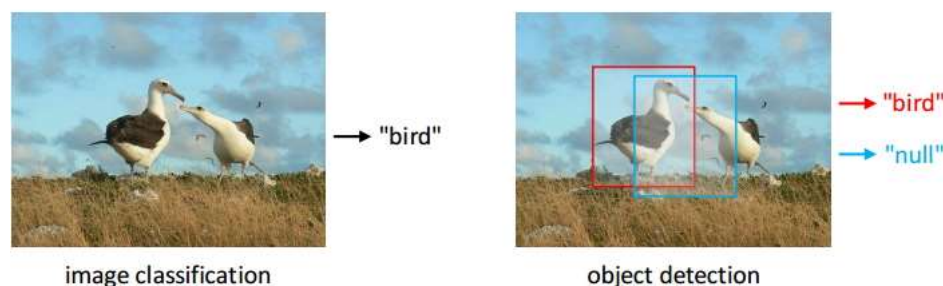 "bird"
"bird"
"null"
image classification
object detection